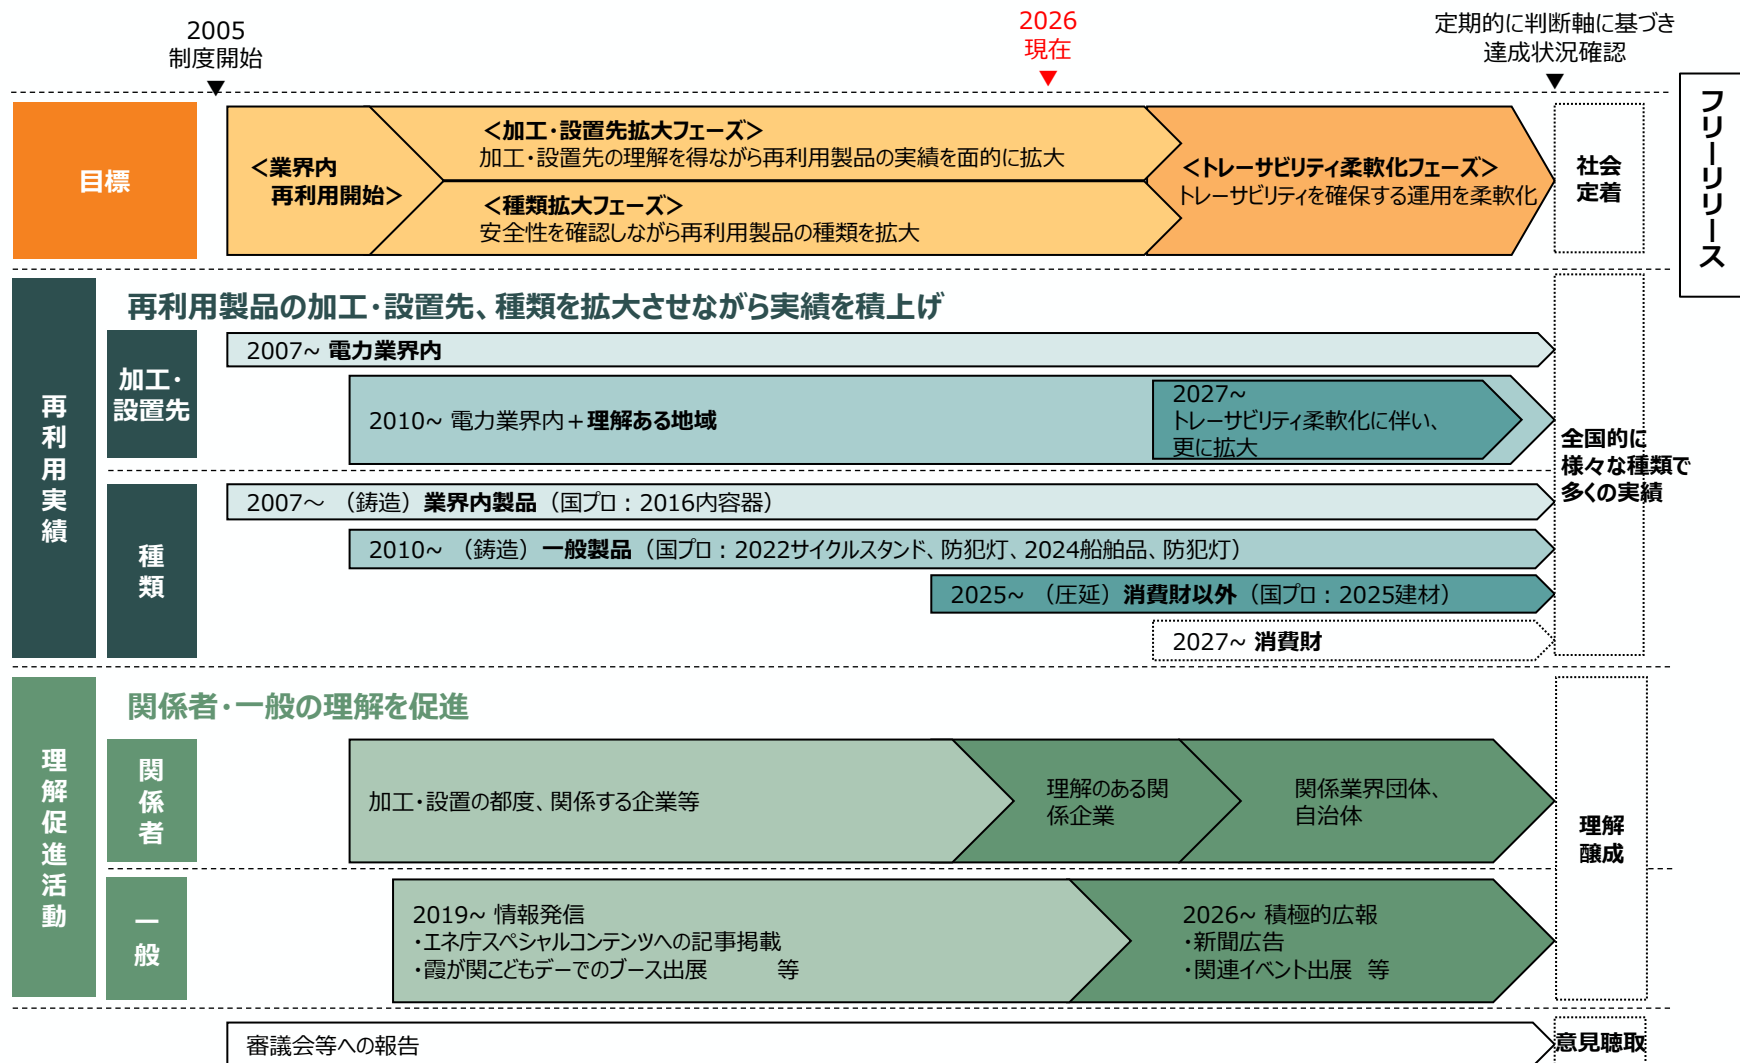 2005
制度開始
2026
現在
定期的に判断軸に基づき
達成状況確認
フリーリリース
目標
<業界内
再利用開始>
<加工・設置先拡大フェーズ>
加工・設置先の理解を得ながら再利用製品の実績を面的に拡大
<種類拡大フェーズ>
安全性を確認しながら再利用製品の種類を拡大
<トレーサビリティ柔軟化フェーズ>
トレーサビリティを確保する運用を柔軟化
社会
定着
再利用実績
再利用製品の加工・設置先、種類を拡大させながら実績を積上げ
加工・
設置先
2007~ 電力業界内
2010~ 電力業界内＋理解ある地域
2027~
トレーサビリティ柔軟化に伴い、
更に拡大
種類
2007～ （鋳造）業界内製品（国プロ：2016内容器）
2010~ （鋳造）一般製品（国プロ：2022サイクルスタンド、防犯灯、2024船舶品、防犯灯）
2025~ （圧延）消費財以外（国プロ：2025建材）
2027~ 消費財
全国的に
様々な種類で
多くの実績
理解促進活動
関係者・一般の理解を促進
関係者
加工・設置の都度、関係する企業等
理解のある関
係企業
関係業界団体、
自治体
一般
2019~ 情報発信
・エネ庁スペシャルコンテンツへの記事掲載
・霞が関こどもデーでのブース出展 等
2026~ 積極的広報
・新聞広告
・関連イベント出展 等
理解
醸成
審議会等への報告
意見聴取